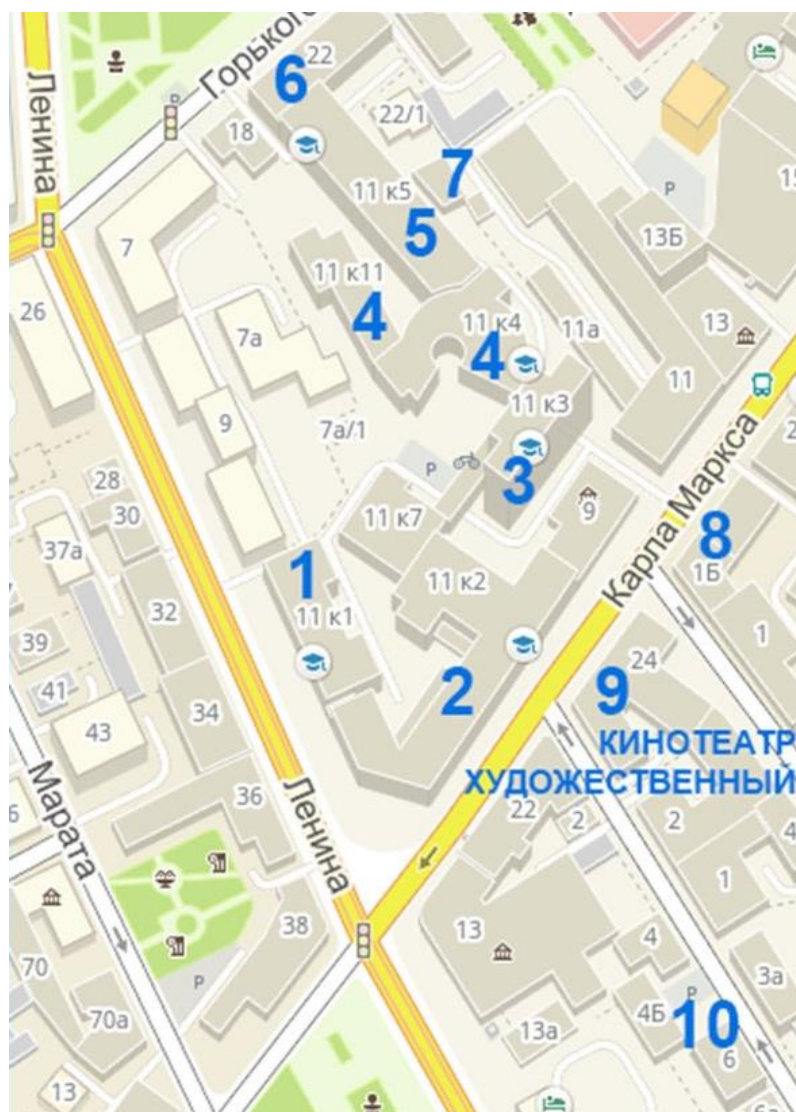 Горького
Ленина
6
22
22/1
18
7
11 к5
5
Р
Р
13Б
7
26
11 к11
4
7а
11 к4
4
11а
13
11
9
11 к3
7а/1
Р
3
28
30
11 к7
9
Карла Маркса
8
1Б
37а
1
11 к2
32
11 к1
39
41
2
24
1
9
34
43
КИНОТЕАТР
ХУДОЖЕСТВЕННЫЙ
Марата
36
Ленина
22
2
2
4
1
38
13
4
70
Р
Р
3а
70а
4Б
10
13а
6
13